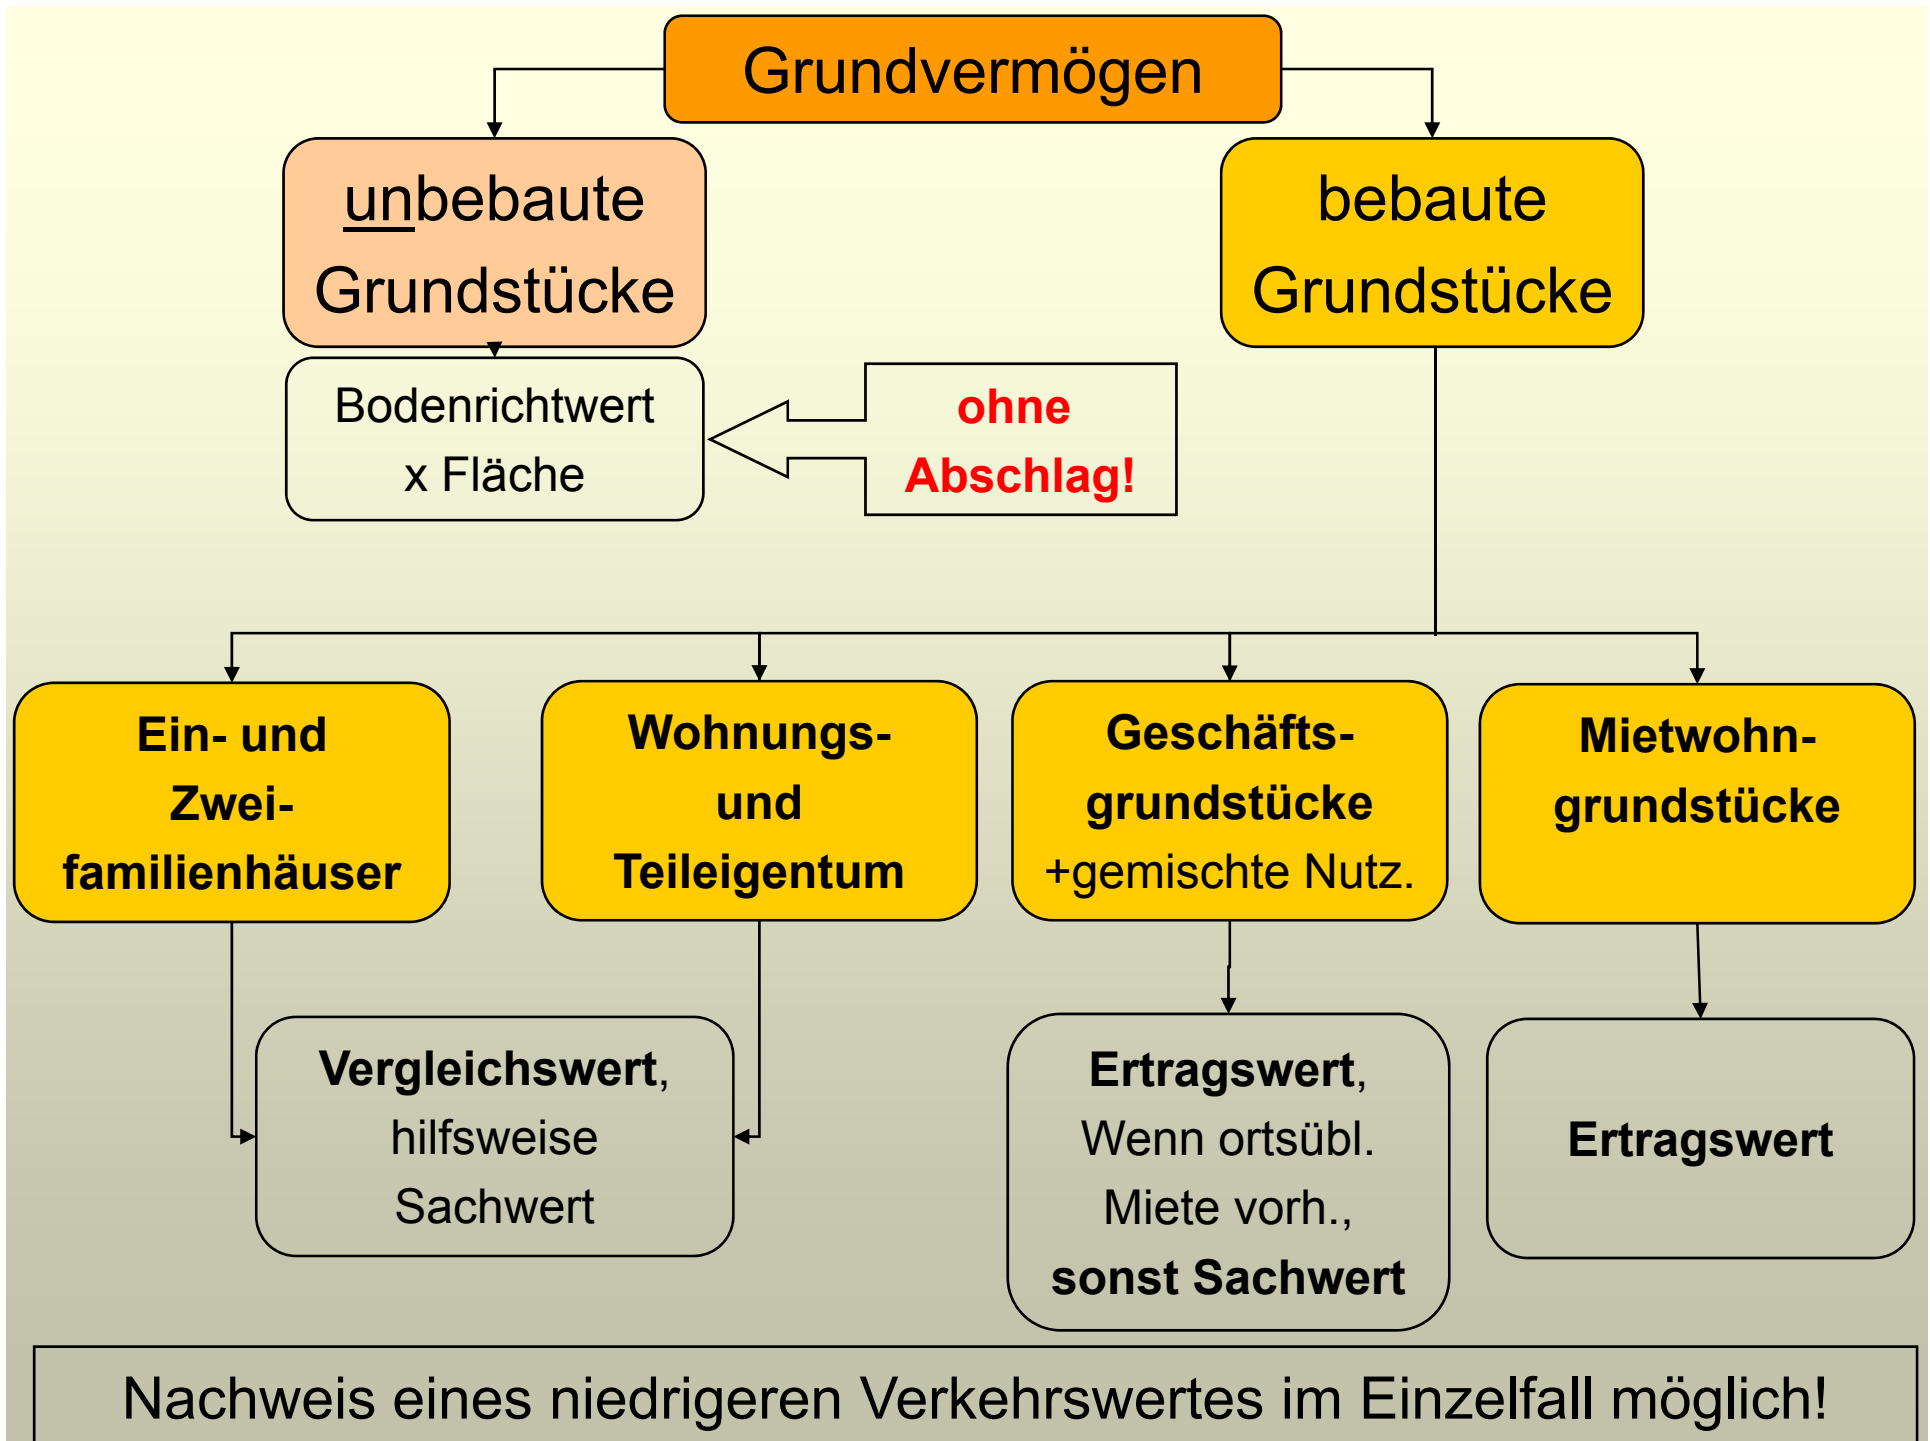 Grundvermögen
unbebaute
Grundstücke
bebaute
Grundstücke
Bodenrichtwert
x Fläche
ohne
Abschlag!
Ein- und
Zwei-
familienhäuser
Wohnungs-
und
Teileigentum
Geschäfts-
grundstücke
+gemischte Nutz.
Mietwohn-
grundstücke
Vergleichswert,
hilfsweise
Sachwert
Ertragswert,
Wenn ortsübl.
Miete vorh.,
sonst Sachwert
Ertragswert
Nachweis eines niedrigeren Verkehrswertes im Einzelfall möglich!